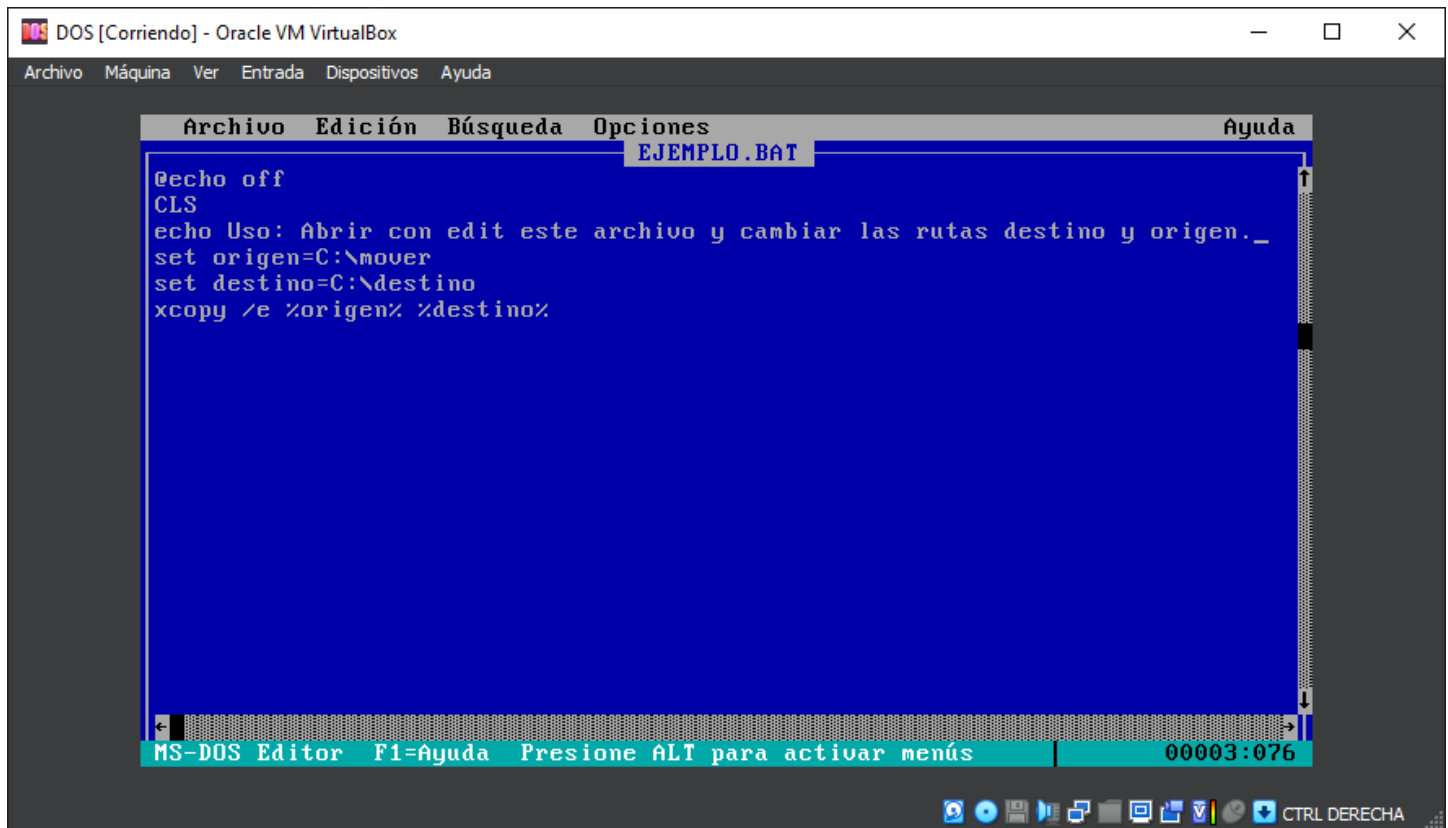 DOS [Corriendo] - Oracle VM VirtualBox
Archivo Máquina Ver Entrada Dispositivos Ayuda
Archivo Edición Búsqueda Opciones Ayuda
EJEMPLO.BAT
@echo off
CLS
echo Uso: Abrir con edit este archivo y cambiar las rutas destino y origen._
set origen=C:\mover
set destino=C:\destino
xcopy /e %origen% %destino%
MS-DOS Editor F1=Ayuda Presione ALT para activar menús 00003:076
CTRL DERECHA